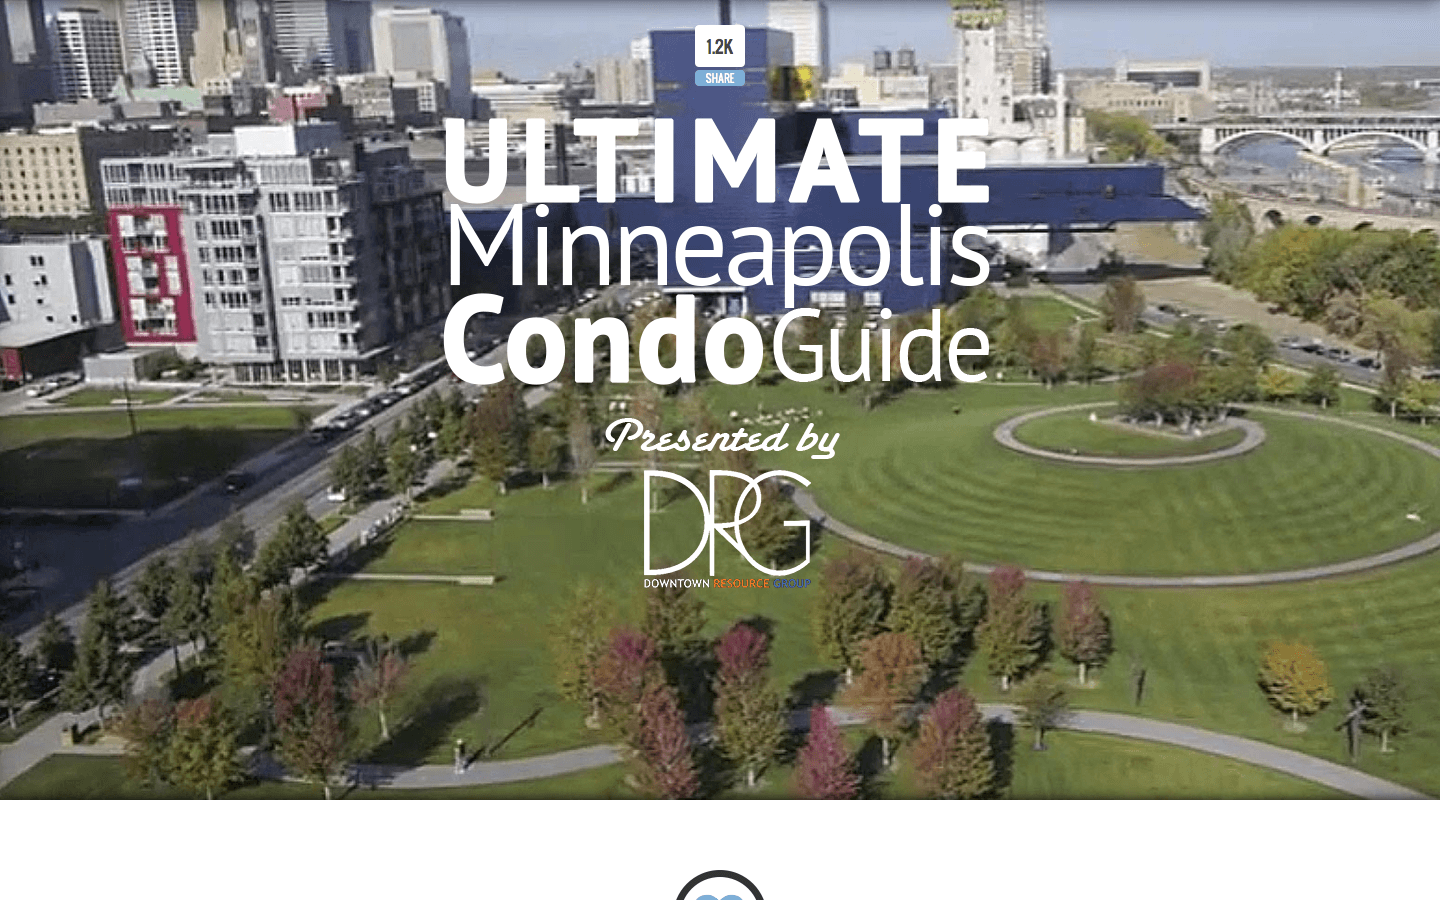 1.2K
SHARE
ULTIMATE
Minneapolis
CondoGuide
Presented by
DRG
DOWNTOWN RESOURCE GROUP